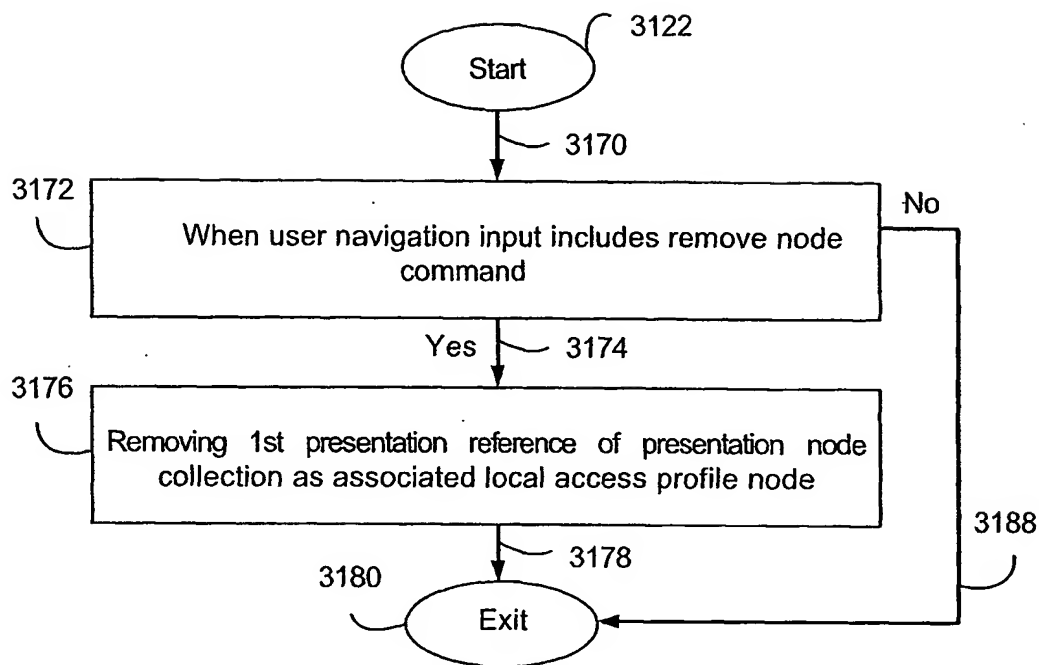 3122
Start
3170
3172
No
When user navigation input includes remove node
command
Yes
3174
3176
Removing 1st presentation reference of presentation node
collection as associated local access profile node
3178
3188
3180
Exit